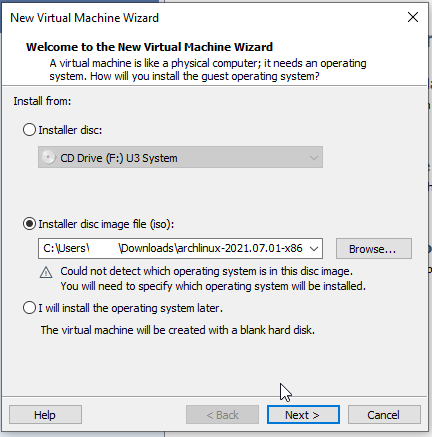 New Virtual Machine Wizard
Welcome to the New Virtual Machine Wizard
A virtual machine is like a physical computer; it needs an operating
system. How will you install the guest operating system?
Install from:
Installer disc:
CD Drive (F:) U3 System
Installer disc image file (iso):
C:\Users\ \Downloads\archlinux-2021.07.01-x86
Browse...
Could not detect which operating system is in this disc image.
You will need to specify which operating system will be installed.
I will install the operating system later.
The virtual machine will be created with a blank hard disk.
Help
< Back
Next >
Cancel